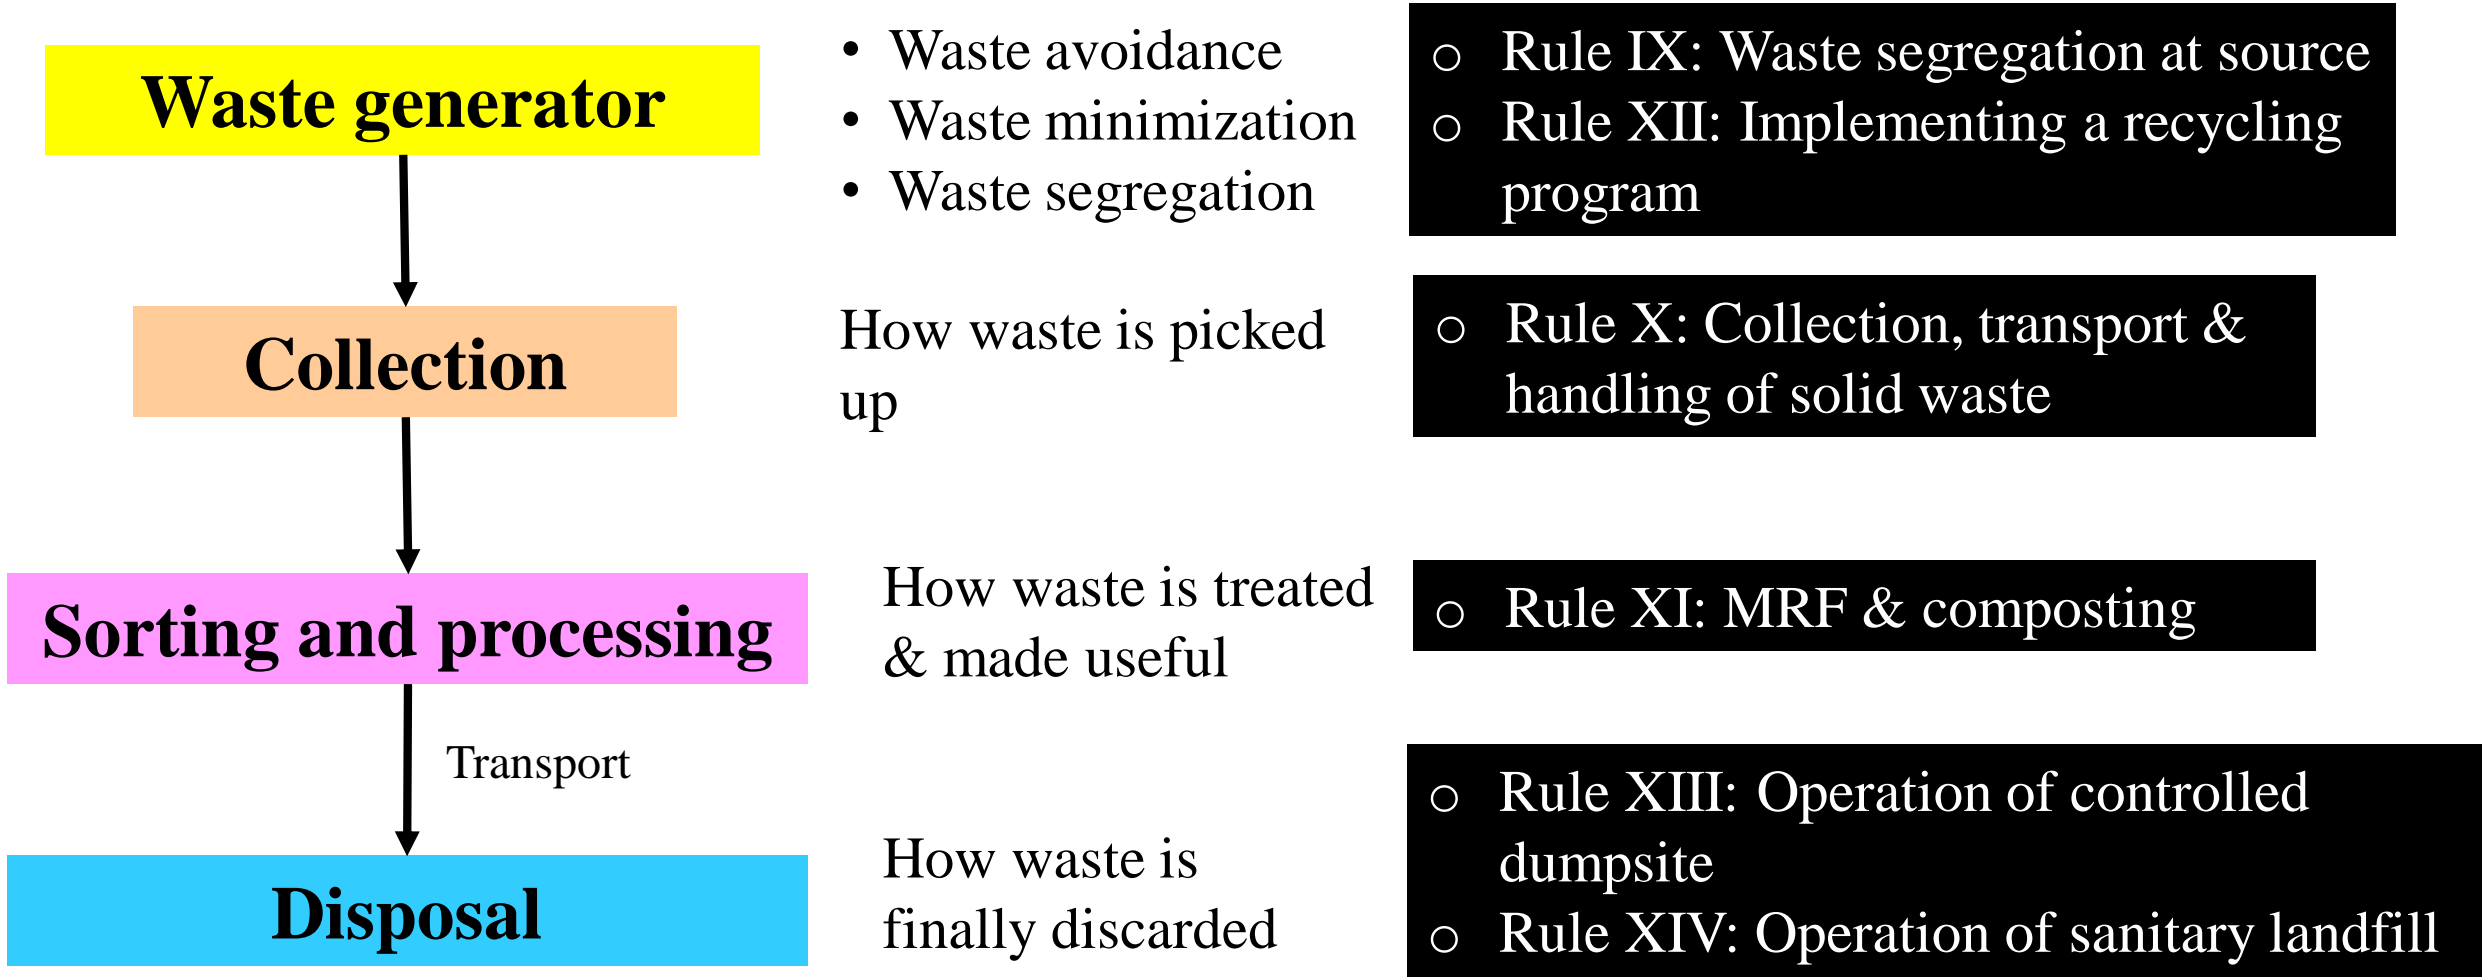 Waste generator
• Waste avoidance
• Waste minimization
• Waste segregation
o Rule IX: Waste segregation at source
o Rule XII: Implementing a recycling
program
Collection
How waste is picked
up
o Rule X: Collection, transport &
handling of solid waste
Sorting and processing
How waste is treated
& made useful
o Rule XI: MRF & composting
Transport
Disposal
How waste is
finally discarded
o Rule XIII: Operation of controlled
dumpsite
o Rule XIV: Operation of sanitary landfill